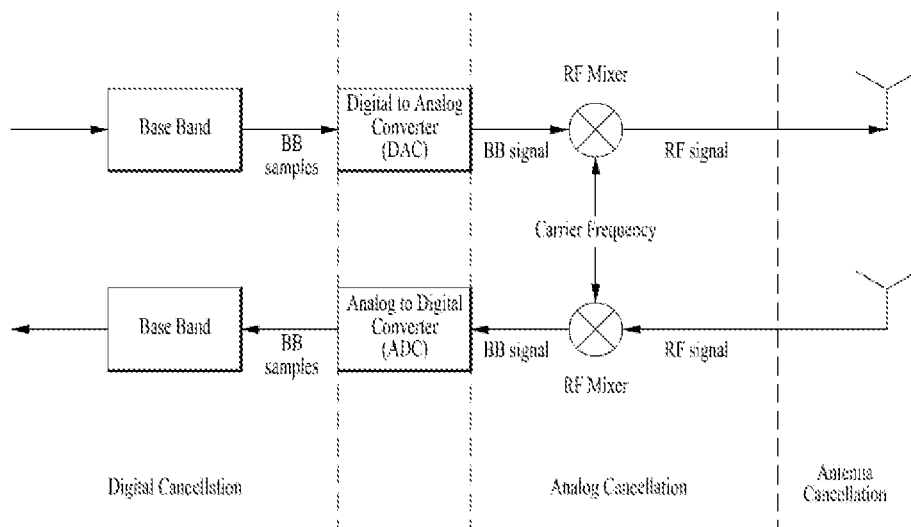 RF Mixer
Base Band
BB
samples
Digital to Analog
Converter
(DAC)
BB signal
RF signal
Carrier Frequency
Base Band
BB
samples
Analog to Digital
Converter
(ADC)
BB signal
RF signal
RF Mixer
Digital Cancellation
Analog Cancellation
Antenna
Cancellation